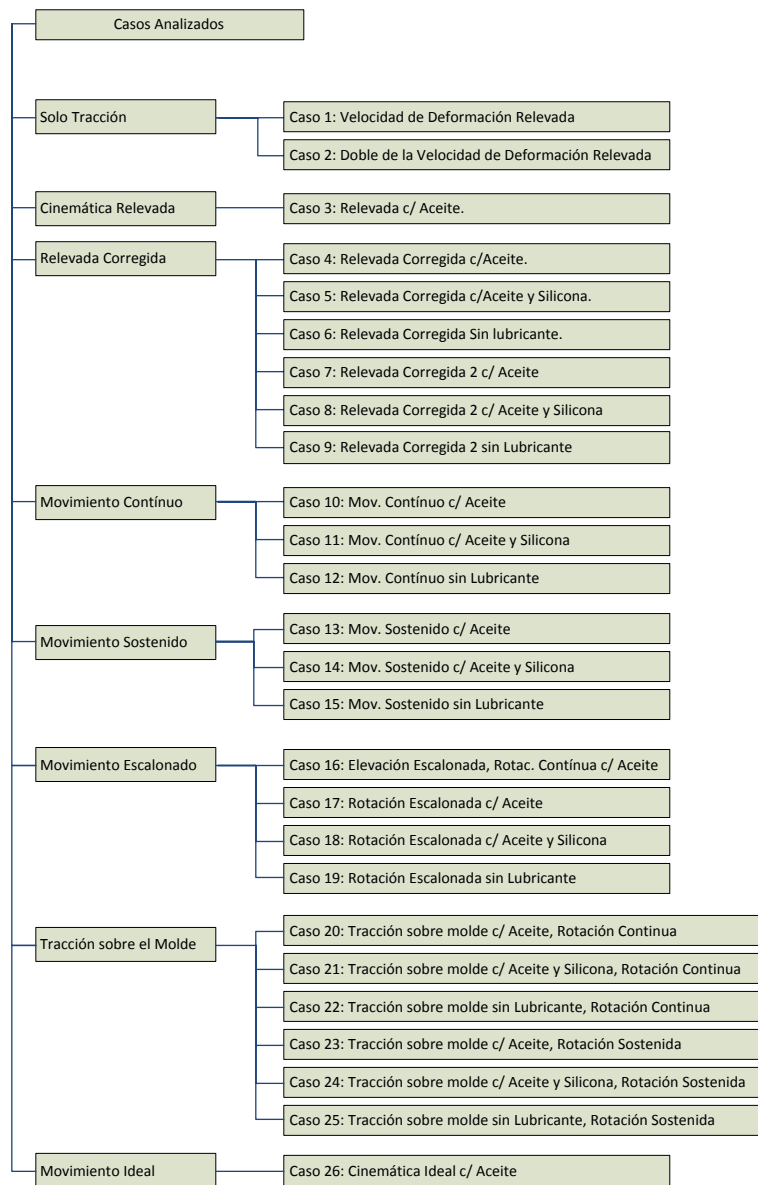 Casos Analizados
Solo Tracción
Caso 1: Velocidad de Deformación Relevada
Caso 2: Doble de la Velocidad de Deformación Relevada
Cinemática Relevada
Caso 3: Relevada c/ Aceite.
Relevada Corregida
Caso 4: Relevada Corregida c/Aceite.
Caso 5: Relevada Corregida c/Aceite y Silicona.
Caso 6: Relevada Corregida Sin lubricante.
Caso 7: Relevada Corregida 2 c/ Aceite
Caso 8: Relevada Corregida 2 c/ Aceite y Silicona
Caso 9: Relevada Corregida 2 sin Lubricante
Movimiento Contínuo
Caso 10: Mov. Contínuo c/ Aceite
Caso 11: Mov. Contínuo c/ Aceite y Silicona
Caso 12: Mov. Contínuo sin Lubricante
Movimiento Sostenido
Caso 13: Mov. Sostenido c/ Aceite
Caso 14: Mov. Sostenido c/ Aceite y Silicona
Caso 15: Mov. Sostenido sin Lubricante
Movimiento Escalonado
Caso 16: Elevación Escalonada, Rotac. Contínua c/ Aceite
Caso 17: Rotación Escalonada c/ Aceite
Caso 18: Rotación Escalonada c/ Aceite y Silicona
Caso 19: Rotación Escalonada sin Lubricante
Tracción sobre el Molde
Caso 20: Tracción sobre molde c/ Aceite, Rotación Continua
Caso 21: Tracción sobre molde c/ Aceite y Silicona, Rotación Continua
Caso 22: Tracción sobre molde sin Lubricante, Rotación Continua
Caso 23: Tracción sobre molde c/ Aceite, Rotación Sostenida
Caso 24: Tracción sobre molde c/ Aceite y Silicona, Rotación Sostenida
Caso 25: Tracción sobre molde sin Lubricante, Rotación Sostenida
Movimiento Ideal
Caso 26: Cinemática Ideal c/ Aceite